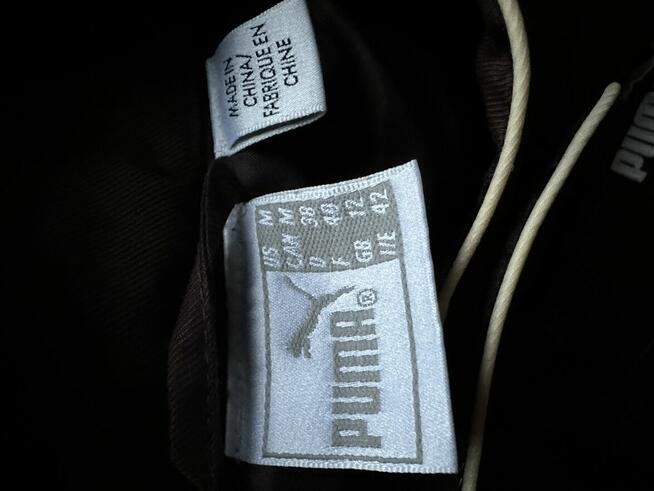 MADE IN
CHINA/
FABRIQUE EN
CHINE
US M
CAN M
D 38
F 40
GB 12
I/E 42
PUMA®
PUMA